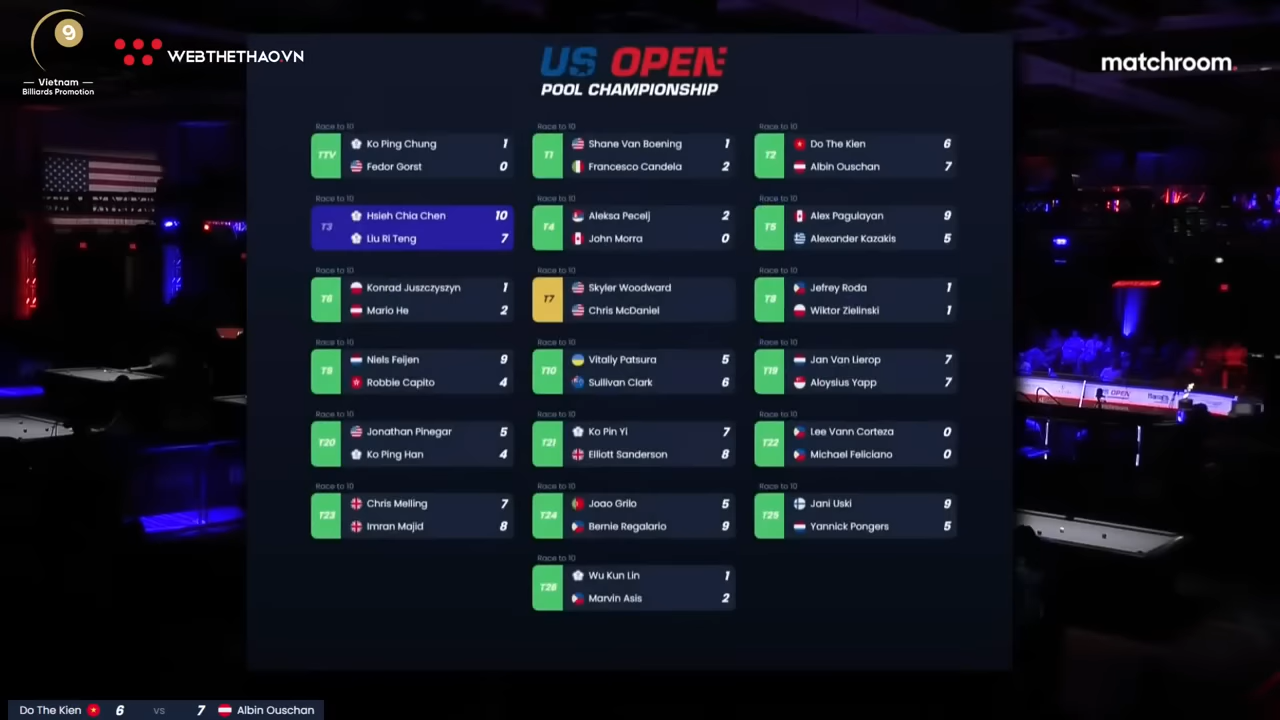 9
Vietnam
Billiards Promotion
WEBTHETHAO.VN
matchroom.
US OPEN
POOL CHAMPIONSHIP
Race to 10
TTV
Ko Ping Chung 1
Fedor Gorst 0
Race to 10
T1
Shane Van Boening 1
Francesco Candela 2
Race to 10
T2
Do The Kien 6
Albin Ouschan 7
Race to 10
T3
Hsieh Chia Chen 10
Liu Ri Teng 7
Race to 10
T4
Aleksa Pecelj 2
John Morra 0
Race to 10
T5
Alex Pagulayan 9
Alexander Kazakis 5
Race to 10
T6
Konrad Juszczyszyn 1
Mario He 2
Race to 10
T7
Skyler Woodward
Chris McDaniel
Race to 10
T8
Jefrey Roda 1
Wiktor Zielinski 1
Race to 10
T9
Niels Feijen 9
Robbie Capito 4
Race to 10
T10
Vitaliy Patsura 5
Sullivan Clark 6
Race to 10
T19
Jan Van Lierop 7
Aloysius Yapp 7
Race to 10
T20
Jonathan Pinegar 5
Ko Ping Han 4
Race to 10
T21
Ko Pin Yi 7
Elliott Sanderson 8
Race to 10
T22
Lee Vann Corteza 0
Michael Feliciano 0
Race to 10
T23
Chris Melling 7
Imran Majid 8
Race to 10
T24
Joao Grilo 5
Bernie Regalario 9
Race to 10
T25
Jani Uski 9
Yannick Pongers 5
Race to 10
T26
Wu Kun Lin 1
Marvin Asis 2
US OPEN
Do The Kien 6 vs 7 Albin Ouschan